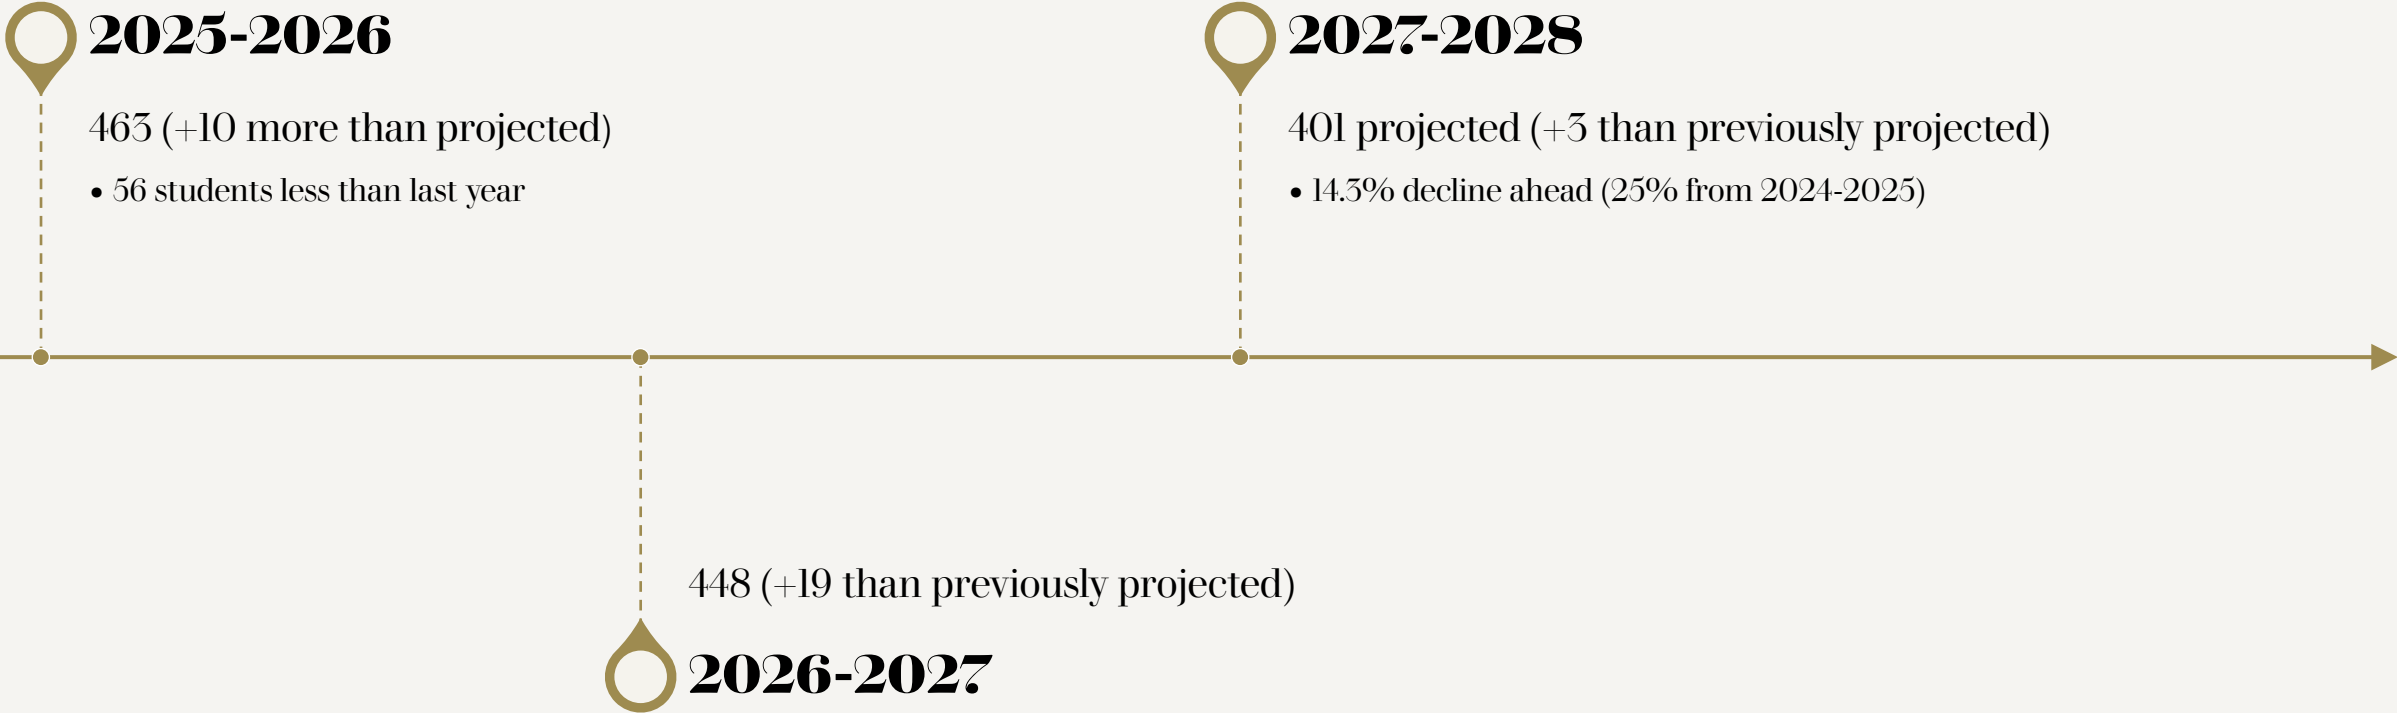 2025-2026
463 (+10 more than projected)
• 56 students less than last year
2027-2028
401 projected (+3 than previously projected)
• 14.3% decline ahead (25% from 2024-2025)
448 (+19 than previously projected)
2026-2027